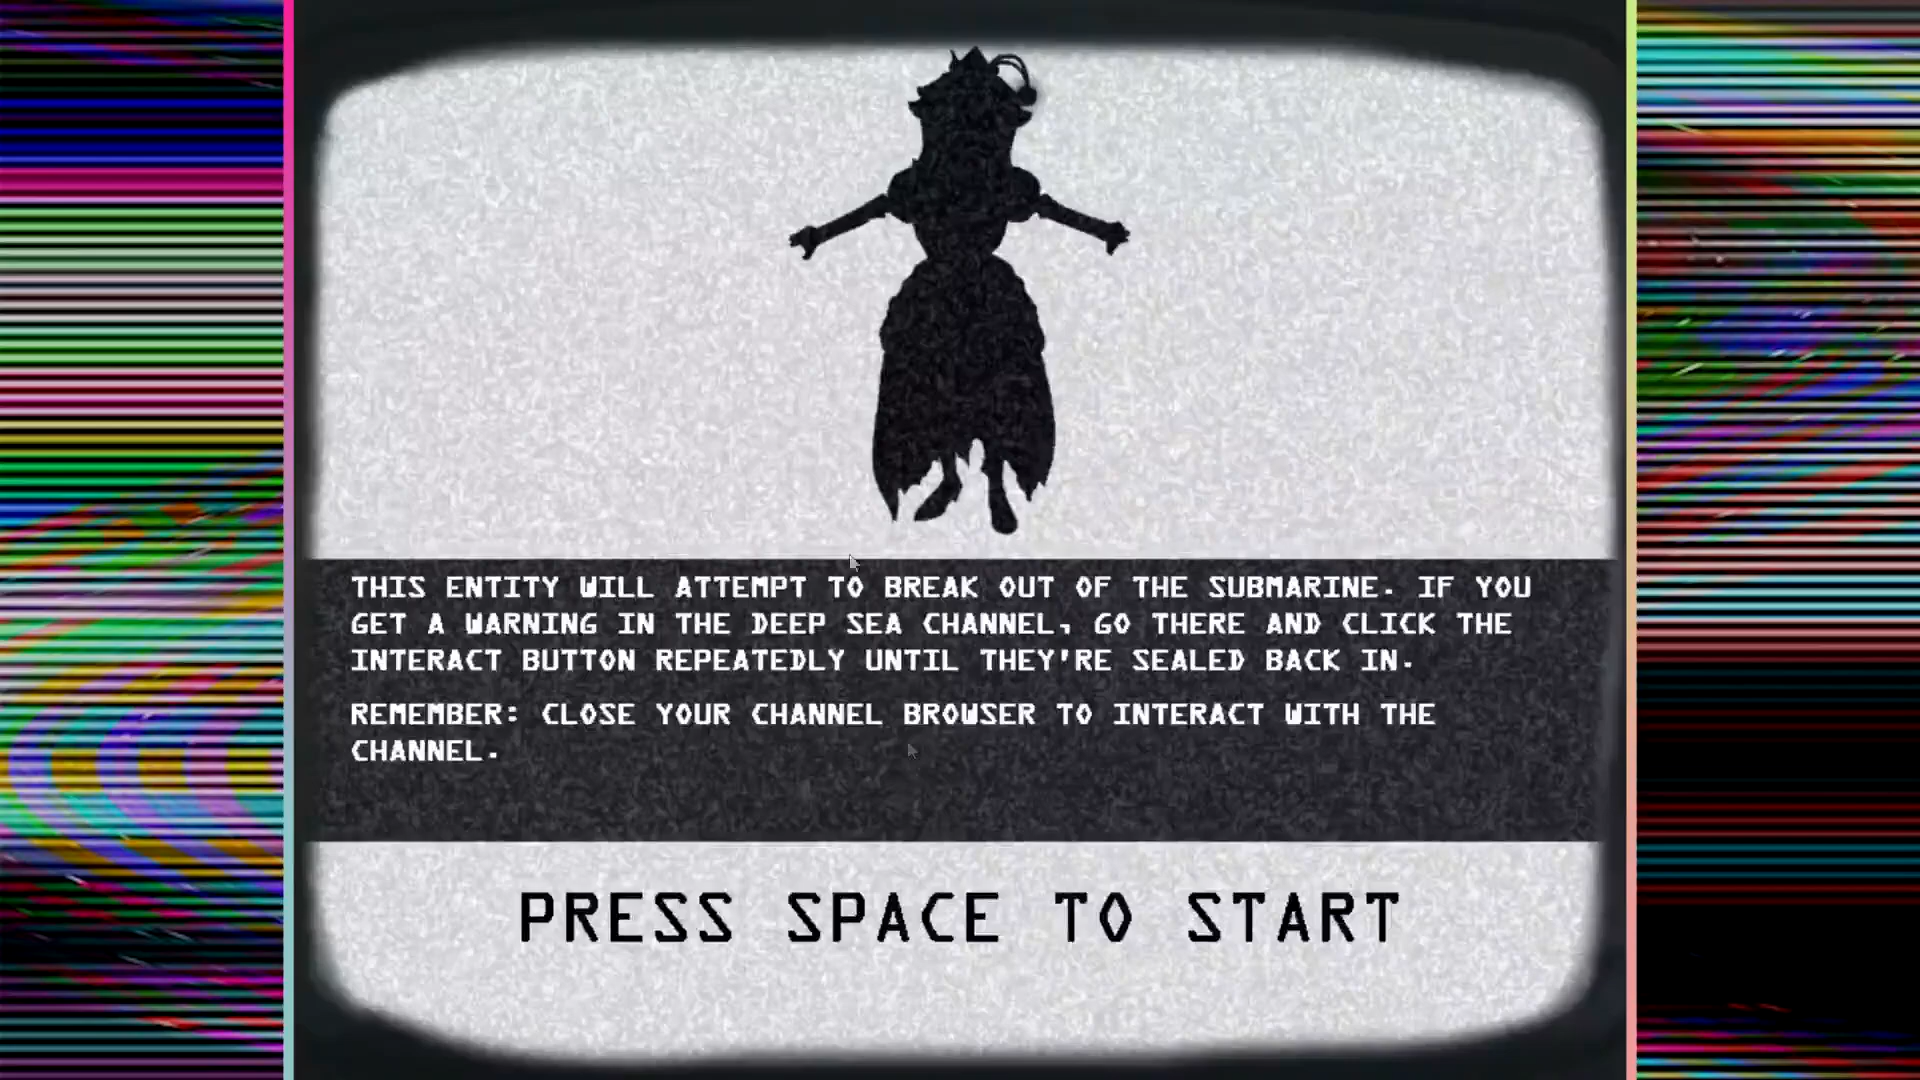 THIS ENTITY WILL ATTEMPT TO BREAK OUT OF THE SUBMARINE. IF YOU
GET A WARNING IN THE DEEP SEA CHANNEL, GO THERE AND CLICK THE
INTERACT BUTTON REPEATEDLY UNTIL THEY'RE SEALED BACK IN.
REMEMBER: CLOSE YOUR CHANNEL BROWSER TO INTERACT WITH THE
CHANNEL.
PRESS SPACE TO START